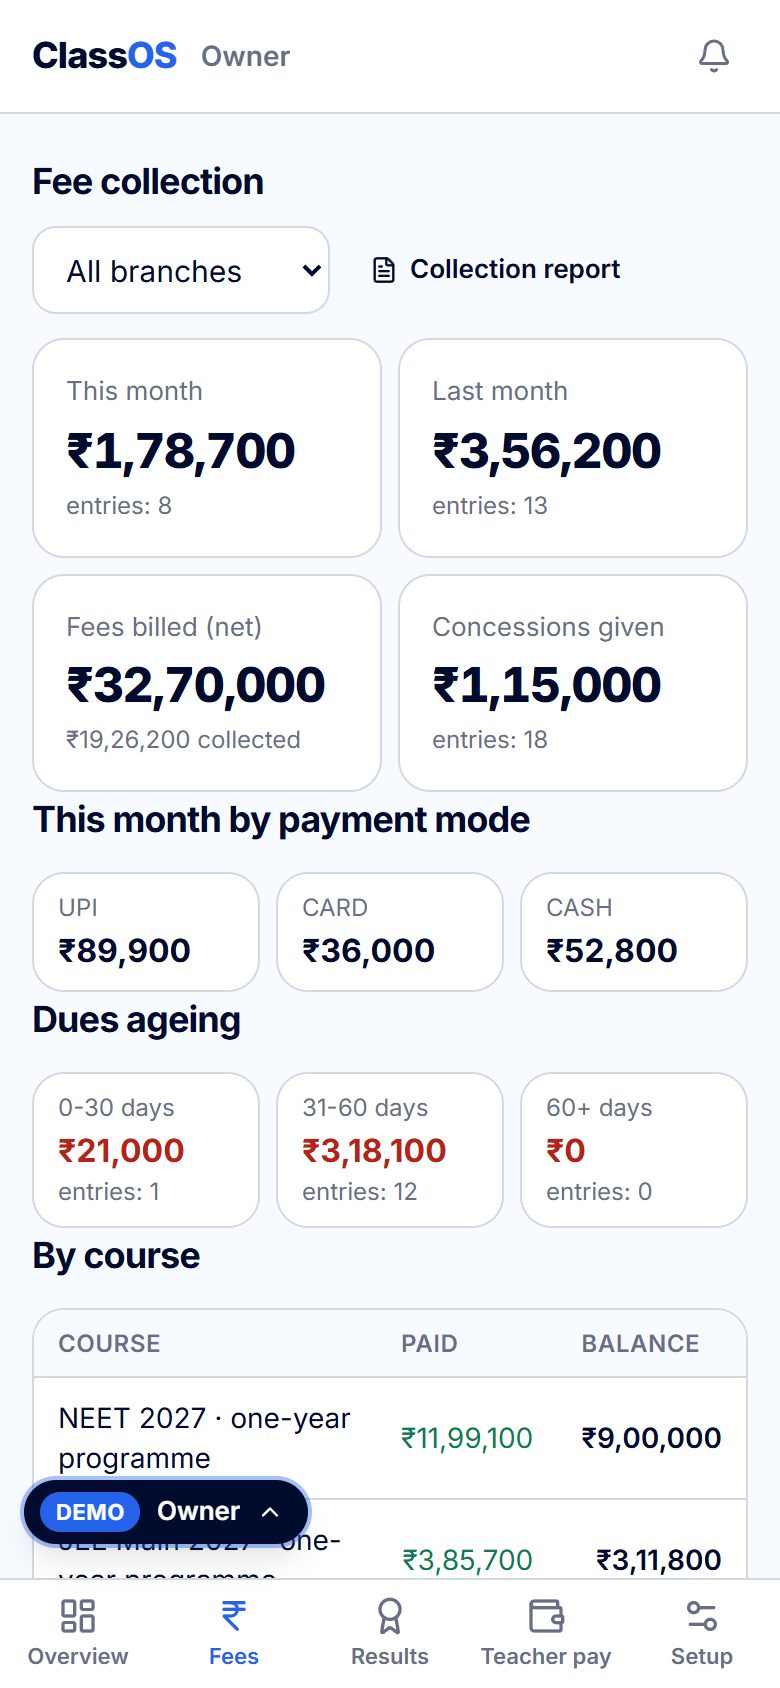 ClassOS Owner
Fee collection
All branches
Collection report
This month
₹1,78,700
entries: 8
Last month
₹3,56,200
entries: 13
Fees billed (net)
₹32,70,000
₹19,26,200 collected
Concessions given
₹1,15,000
entries: 18
This month by payment mode
UPI
₹89,900
CARD
₹36,000
CASH
₹52,800
Dues ageing
0-30 days
₹21,000
entries: 1
31-60 days
₹3,18,100
entries: 12
60+ days
₹0
entries: 0
By course
COURSE PAID BALANCE
NEET 2027 · one-year
programme
₹11,99,100 ₹9,00,000
DEMO Owner
JEE Main 2027 · one-
year programme
₹3,85,700 ₹3,11,800
Overview Fees Results Teacher pay Setup